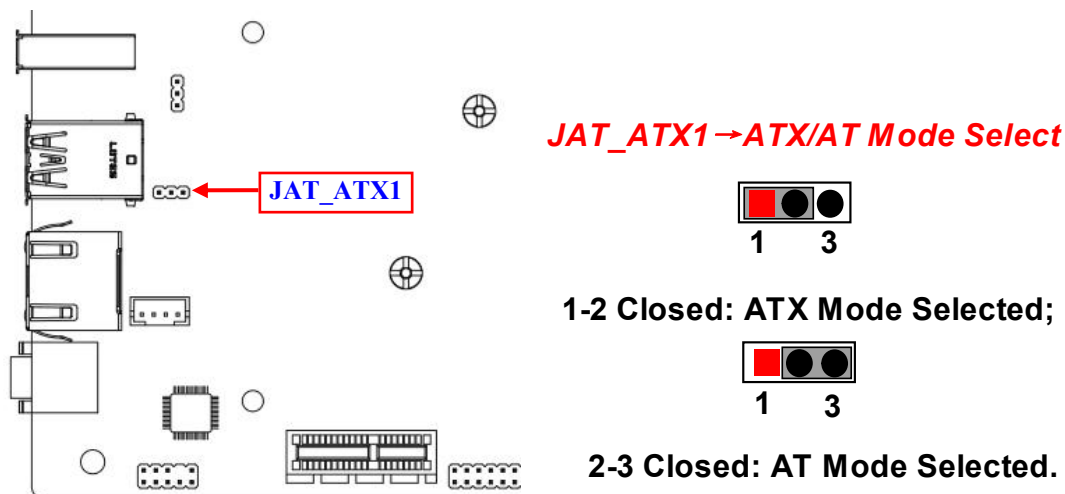 LOTES
JAT_ATX1
JAT_ATX1→ATX/AT Mode Select
1 3
1-2 Closed: ATX Mode Selected;
1 3
2-3 Closed: AT Mode Selected.